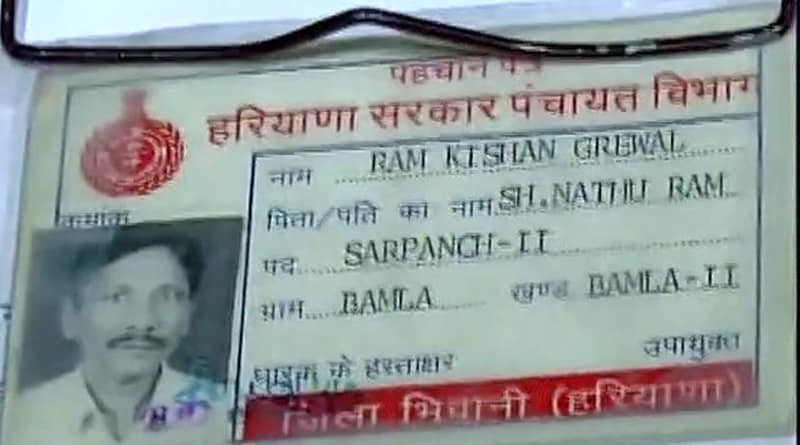 पहचान पत्र
हरियाणा सरकार पंचायत विभाग
नाम RAM KISHAN GREWAL
पिता/पति का नाम SH.NATHU RAM
क्रमांक
पद SARPANCH-II
ग्राम BAMLA खण्ड BAMLA-II
धारक के हस्ताक्षर उपायुक्त
जिला भिवानी (हरियाणा)